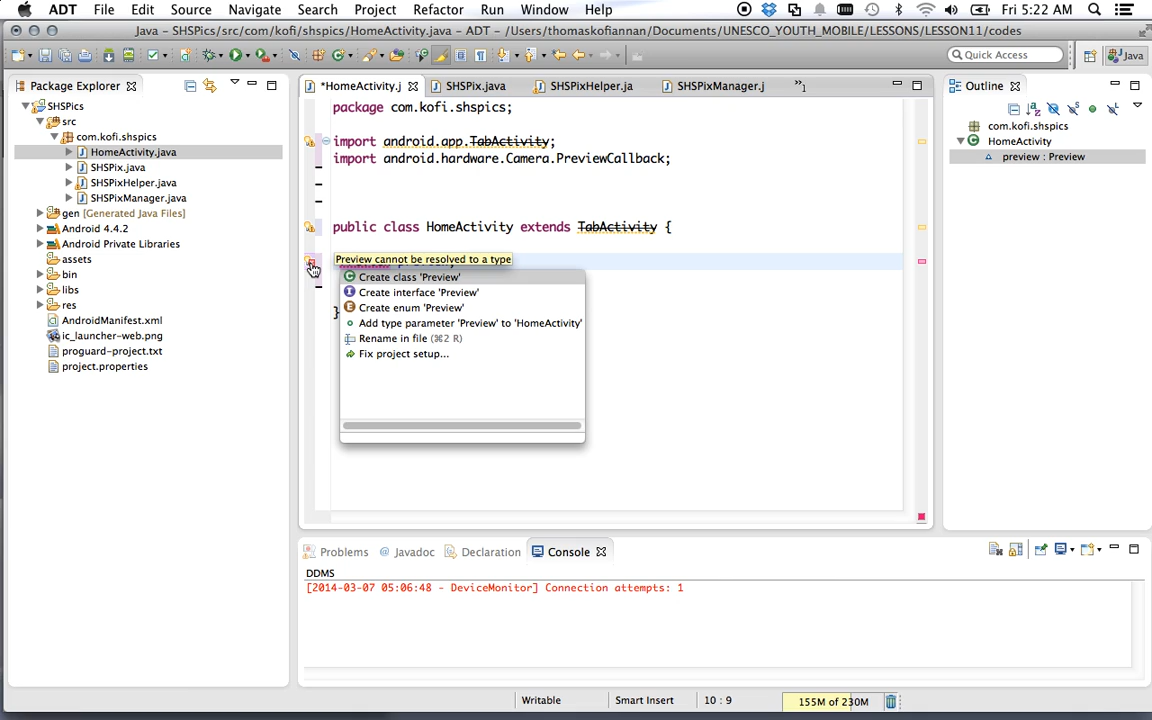 ADT File Edit Source Navigate Search Project Refactor Run Window Help Fri 5:22 AM
Java – SHSPics/src/com/kofi/shspics/HomeActivity.java – ADT – /Users/thomaskofiannan/Documents/UNESCO_YOUTH_MOBILE/LESSONS/LESSON11/codes
Quick Access Java
Package Explorer
*HomeActivity.j SHSPix.java SHSPixHelper.ja SHSPixManager.j »1
Outline
SHSPics
src
com.kofi.shspics
HomeActivity.java
SHSPix.java
SHSPixHelper.java
SHSPixManager.java
gen [Generated Java Files]
Android 4.4.2
Android Private Libraries
assets
bin
libs
res
AndroidManifest.xml
ic_launcher-web.png
proguard-project.txt
project.properties
package com.kofi.shspics;
import android.app.TabActivity;
import android.hardware.Camera.PreviewCallback;
public class HomeActivity extends TabActivity {
Preview cannot be resolved to a type
Create class 'Preview'
Create interface 'Preview'
Create enum 'Preview'
Add type parameter 'Preview' to 'HomeActivity'
Rename in file (⌘2 R)
Fix project setup...
}
com.kofi.shspics
HomeActivity
preview : Preview
Problems @ Javadoc Declaration Console
DDMS
[2014-03-07 05:06:48 - DeviceMonitor] Connection attempts: 1
Writable Smart Insert 10 : 9 155M of 230M